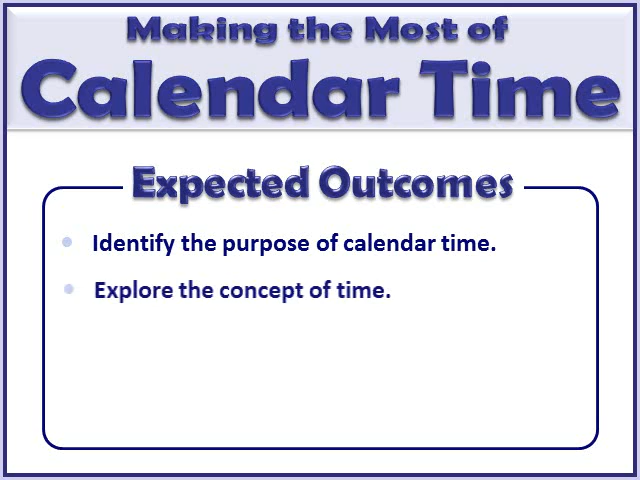 Making the Most of
Calendar Time
Expected Outcomes
• Identify the purpose of calendar time.
• Explore the concept of time.